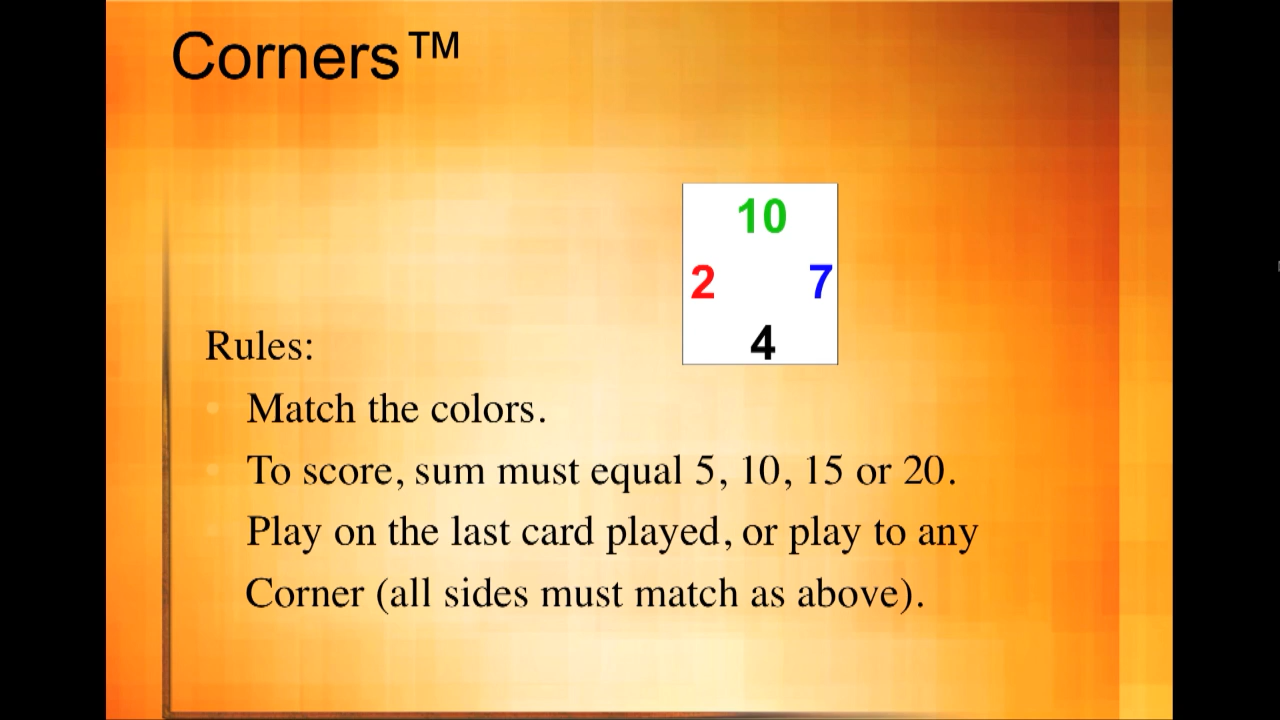 Corners™
10
2 7
4
Rules:
Match the colors.
To score, sum must equal 5, 10, 15 or 20.
Play on the last card played, or play to any
Corner (all sides must match as above).